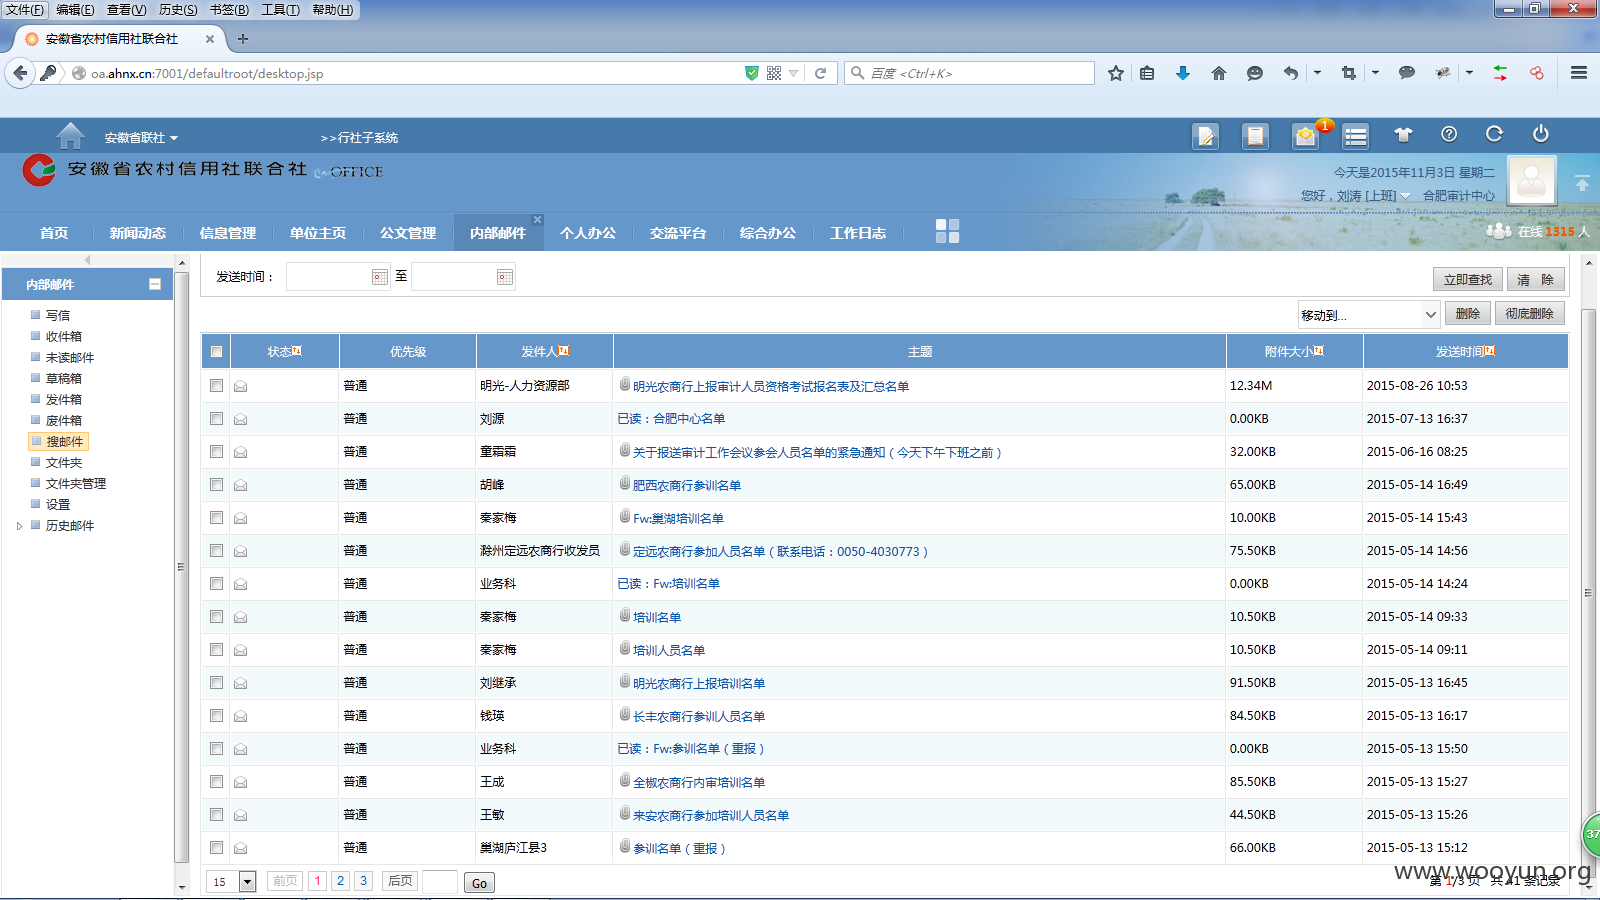 文件(F) 编辑(E) 查看(V) 历史(S) 书签(B) 工具(T) 帮助(H)
安徽省农村信用社联合社
oa.ahnx.cn:7001/defaultroot/desktop.jsp
百度 <Ctrl+K>
安徽省联社 >>行社子系统
1
安徽省农村信用社联合社
OFFICE
今天是2015年11月3日 星期二
您好，刘涛 [上班] 合肥审计中心
首页 新闻动态 信息管理 单位主页 公文管理 内部邮件 个人办公 交流平台 综合办公 工作日志
在线 1315 人
内部邮件
写信
收件箱
未读邮件
草稿箱
发件箱
废件箱
搜邮件
文件夹
文件夹管理
设置
历史邮件
发送时间： 至
立即查找 清 除
移动到... 删除 彻底删除
状态 优先级 发件人 主题 附件大小 发送时间
普通 明光-人力资源部 明光农商行上报审计人员资格考试报名表及汇总名单 12.34M 2015-08-26 10:53
普通 刘源 已读：合肥中心名单 0.00KB 2015-07-13 16:37
普通 童霜霜 关于报送审计工作会议参会人员名单的紧急通知（今天下午下班之前） 32.00KB 2015-06-16 08:25
普通 胡峰 肥西农商行参训名单 65.00KB 2015-05-14 16:49
普通 秦家梅 Fw:巢湖培训名单 10.00KB 2015-05-14 15:43
普通 滁州定远农商行收发员 定远农商行参加人员名单（联系电话：0050-4030773） 75.50KB 2015-05-14 14:56
普通 业务科 已读：Fw:培训名单 0.00KB 2015-05-14 14:24
普通 秦家梅 培训名单 10.50KB 2015-05-14 09:33
普通 秦家梅 培训人员名单 10.50KB 2015-05-14 09:11
普通 刘继承 明光农商行上报培训名单 91.50KB 2015-05-13 16:45
普通 钱瑛 长丰农商行参训人员名单 84.50KB 2015-05-13 16:17
普通 业务科 已读：Fw:参训名单（重报） 0.00KB 2015-05-13 15:50
普通 王成 全椒农商行内审培训名单 85.50KB 2015-05-13 15:27
普通 王敏 来安农商行参加培训人员名单 44.50KB 2015-05-13 15:26
普通 巢湖庐江县3 参训名单（重报） 66.00KB 2015-05-13 15:12
37
15 前页 1 2 3 后页 Go
第 1/3 页 共 41 条记录
www.wooyun.org